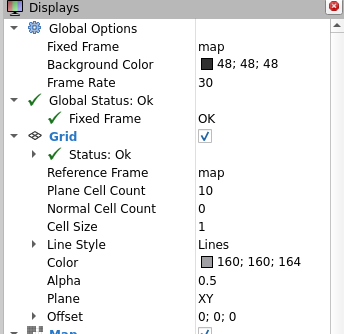 Displays
Global Options
Fixed Frame map
Background Color 48; 48; 48
Frame Rate 30
Global Status: Ok
Fixed Frame OK
Grid
Status: Ok
Reference Frame map
Plane Cell Count 10
Normal Cell Count 0
Cell Size 1
Line Style Lines
Color 160; 160; 164
Alpha 0.5
Plane XY
Offset 0; 0; 0
Map